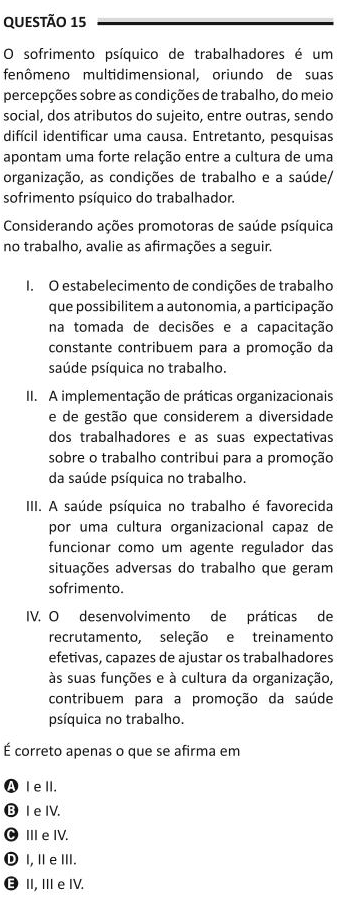 QUESTÃO 15
O sofrimento psíquico de trabalhadores é um
fenômeno multidimensional, oriundo de suas
percepções sobre as condições de trabalho, do meio
social, dos atributos do sujeito, entre outras, sendo
difícil identificar uma causa. Entretanto, pesquisas
apontam uma forte relação entre a cultura de uma
organização, as condições de trabalho e a saúde/
sofrimento psíquico do trabalhador.
Considerando ações promotoras de saúde psíquica
no trabalho, avalie as afirmações a seguir.
I. O estabelecimento de condições de trabalho
que possibilitem a autonomia, a participação
na tomada de decisões e a capacitação
constante contribuem para a promoção da
saúde psíquica no trabalho.
II. A implementação de práticas organizacionais
e de gestão que considerem a diversidade
dos trabalhadores e as suas expectativas
sobre o trabalho contribui para a promoção
da saúde psíquica no trabalho.
III. A saúde psíquica no trabalho é favorecida
por uma cultura organizacional capaz de
funcionar como um agente regulador das
situações adversas do trabalho que geram
sofrimento.
IV. O desenvolvimento de práticas de
recrutamento, seleção e treinamento
efetivas, capazes de ajustar os trabalhadores
às suas funções e à cultura da organização,
contribuem para a promoção da saúde
psíquica no trabalho.
É correto apenas o que se afirma em
A I e II.
B I e IV.
C III e IV.
D I, II e III.
E II, III e IV.